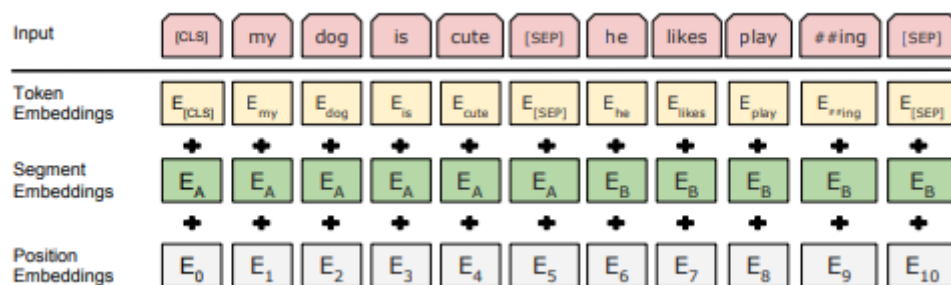 Input [CLS] my dog is cute [SEP] he likes play ##ing [SEP]
Token
Embeddings E[CLS] Emy Edog Eis Ecute E[SEP] Ehe Elikes Eplay E##ing E[SEP]
+ + + + + + + + + + +
Segment
Embeddings EA EA EA EA EA EA EB EB EB EB EB
+ + + + + + + + + + +
Position
Embeddings E0 E1 E2 E3 E4 E5 E6 E7 E8 E9 E10